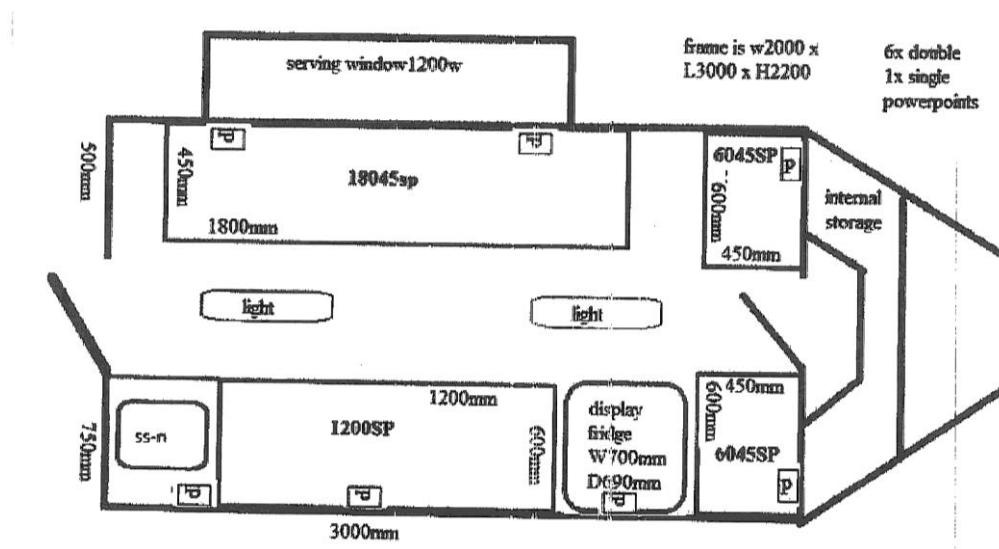 serving window1200w
frame is w2000 x
L3000 x H2200
6x double
1x single
powerpoints
500mm
450mm
18045sp
1800mm
6045SP
p
600mm
450mm
internal
storage
light
light
750mm
ss-n
1200mm
1200SP
600mm
display
fridge
W700mm
D690mm
450mm
600mm
6045SP
p
3000mm